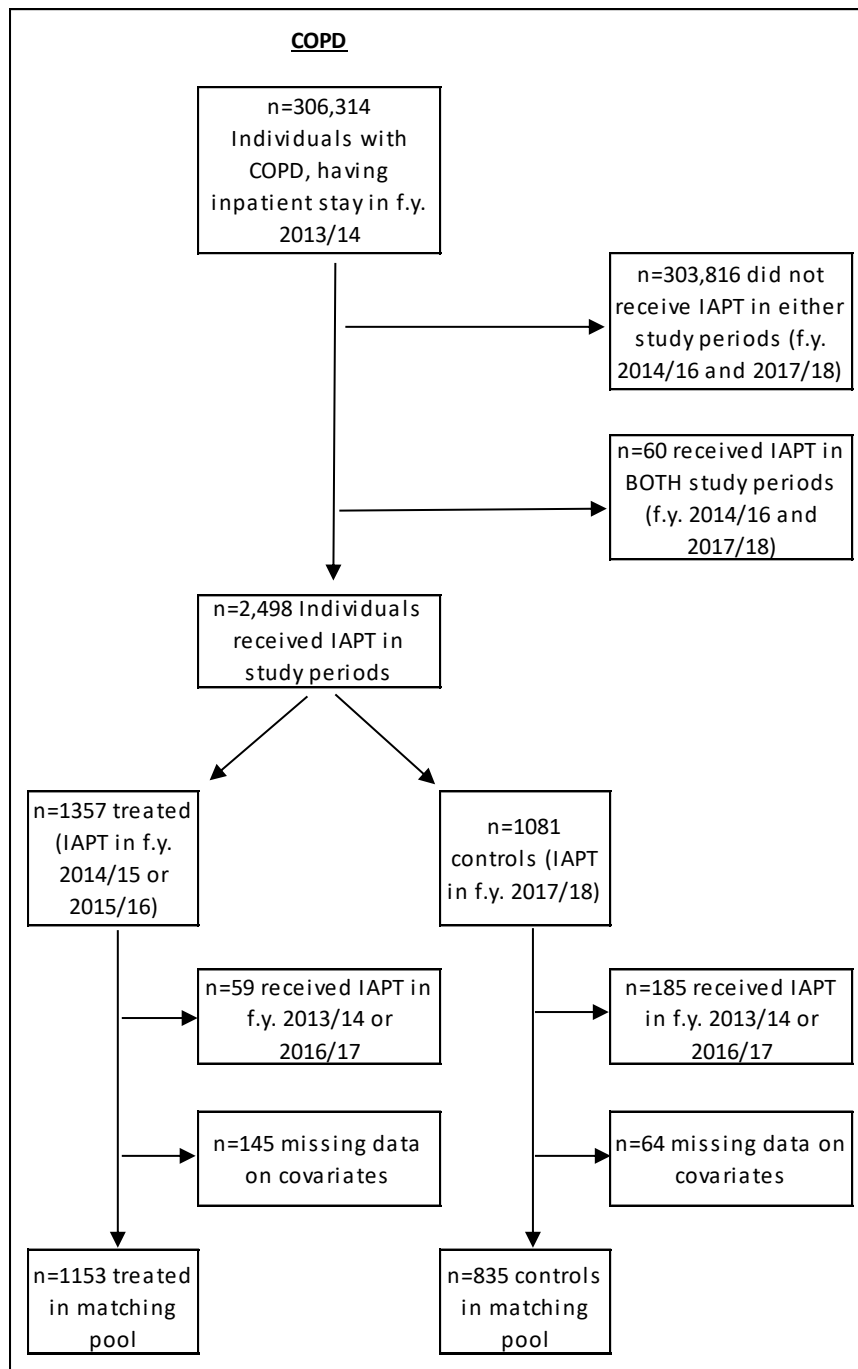 COPD
n=306,314
Individuals with
COPD, having
inpatient stay in f.y.
2013/14
n=303,816 did not
receive IAPT in either
study periods (f.y.
2014/16 and 2017/18)
n=60 received IAPT in
BOTH study periods
(f.y. 2014/16 and
2017/18)
n=2,498 Individuals
received IAPT in
study periods
n=1357 treated
(IAPT in f.y.
2014/15 or
2015/16)
n=1081
controls (IAPT
in f.y. 2017/18)
n=59 received IAPT in
f.y. 2013/14 or
2016/17
n=185 received IAPT
in f.y. 2013/14 or
2016/17
n=145 missing data
on covariates
n=64 missing data on
covariates
n=1153 treated
in matching
pool
n=835 controls
in matching
pool